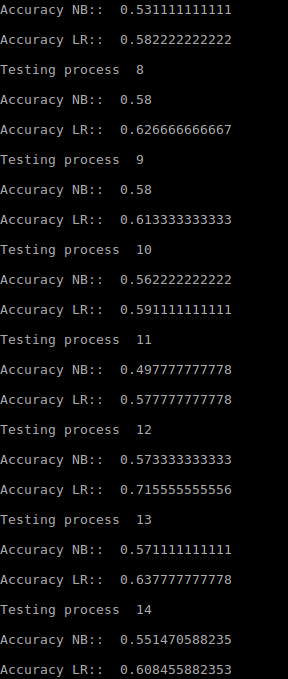 Accuracy NB::  0.531111111111
Accuracy LR::  0.582222222222
Testing process  8
Accuracy NB::  0.58
Accuracy LR::  0.626666666667
Testing process  9
Accuracy NB::  0.58
Accuracy LR::  0.613333333333
Testing process  10
Accuracy NB::  0.562222222222
Accuracy LR::  0.591111111111
Testing process  11
Accuracy NB::  0.497777777778
Accuracy LR::  0.577777777778
Testing process  12
Accuracy NB::  0.573333333333
Accuracy LR::  0.715555555556
Testing process  13
Accuracy NB::  0.571111111111
Accuracy LR::  0.637777777778
Testing process  14
Accuracy NB::  0.551470588235
Accuracy LR::  0.608455882353